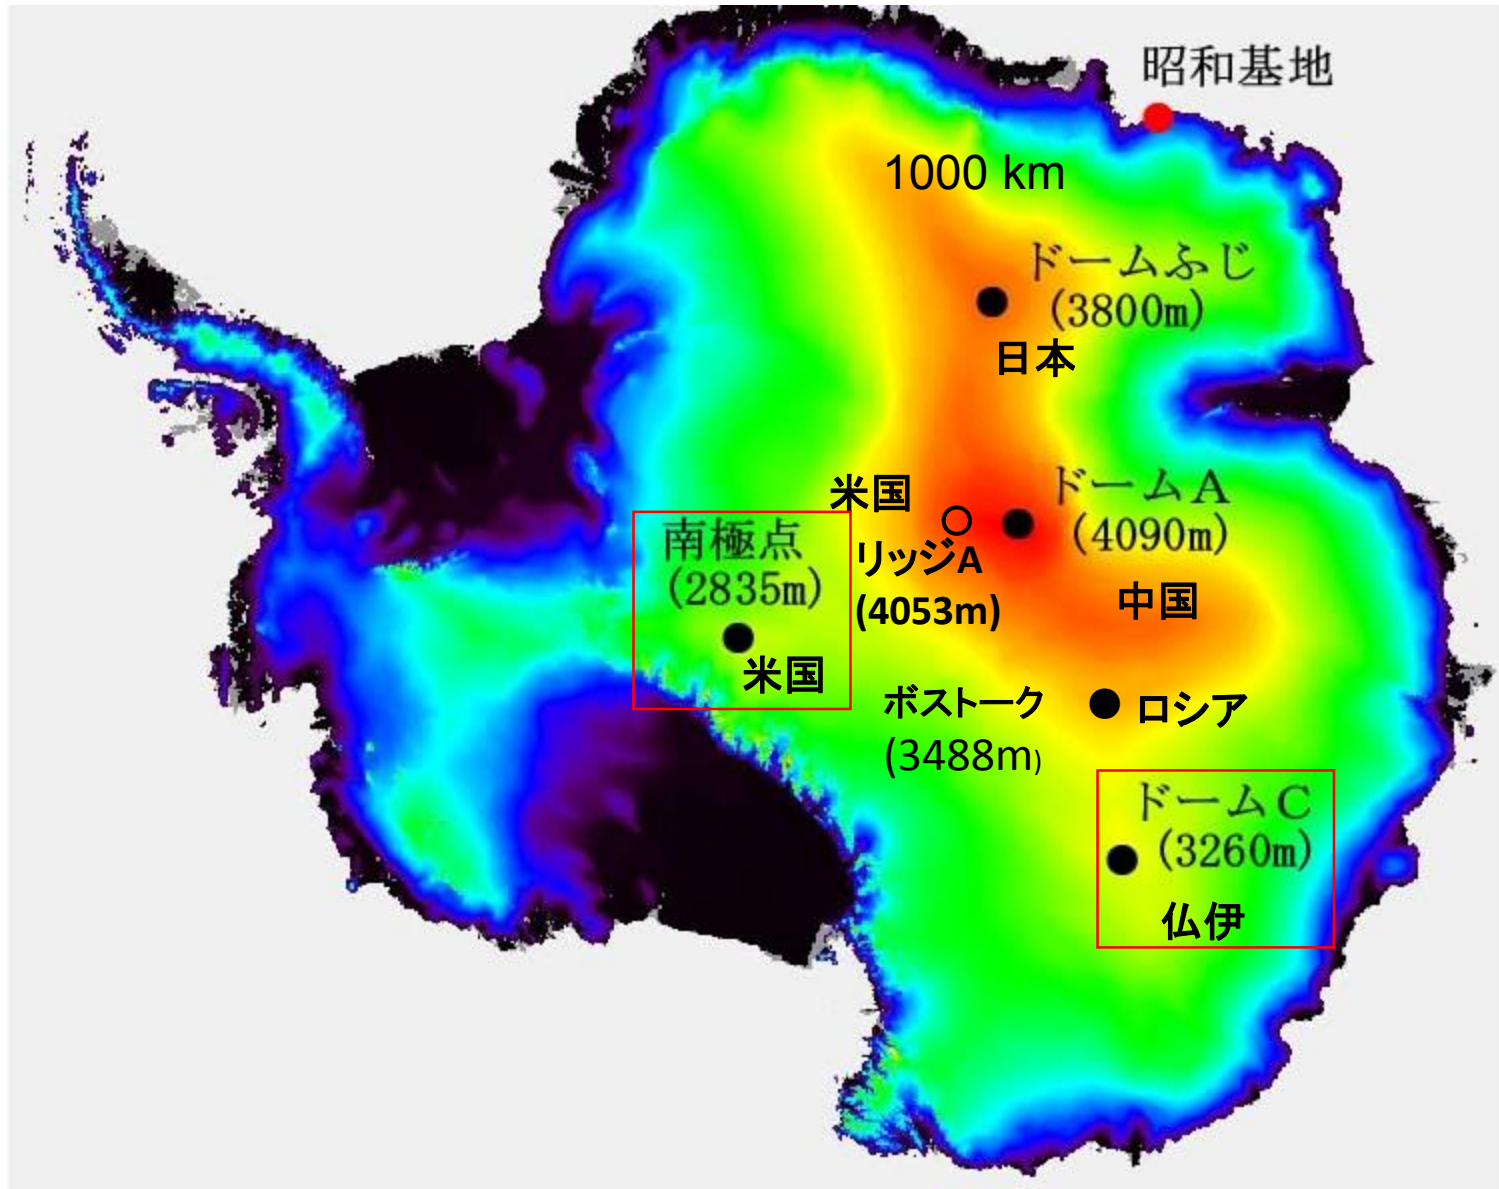 昭和基地
1000 km
ドームふじ
(3800m)
日本
米国
リッジA
(4053m)
ドームA
(4090m)
中国
南極点
(2835m)
米国
ボストーク
(3488m)
ロシア
ドームC
(3260m)
仏伊